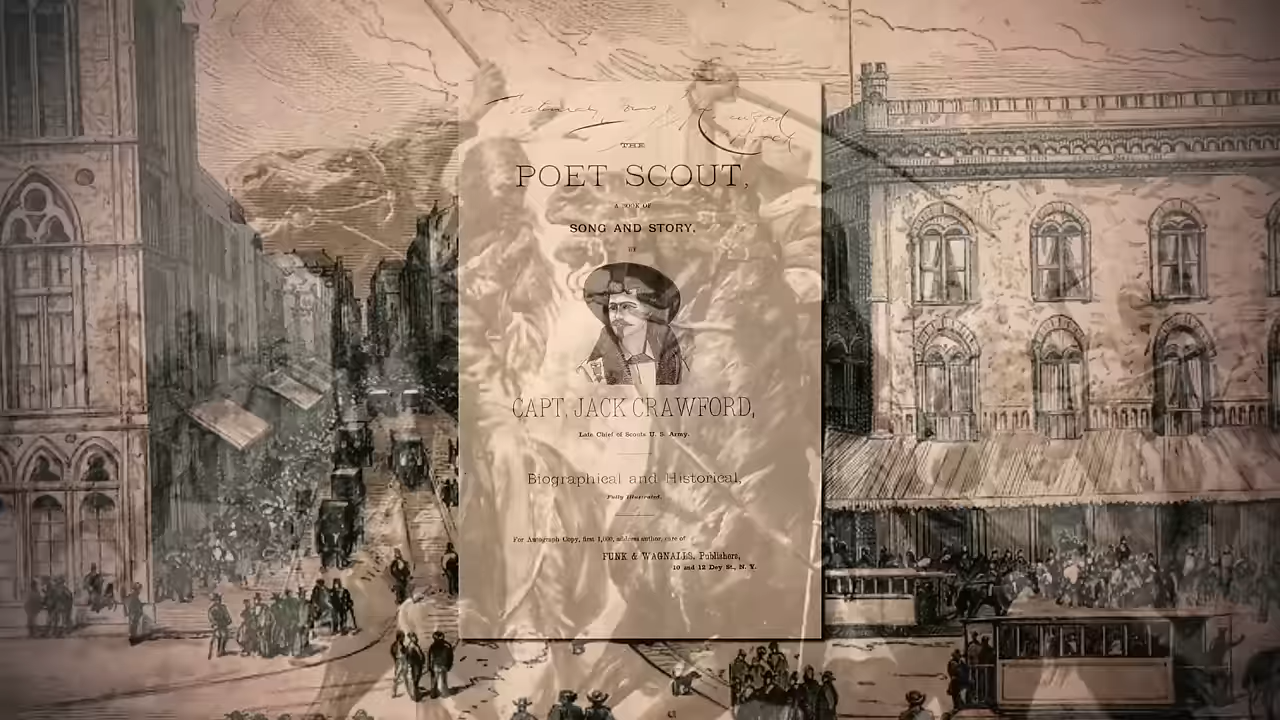 THE
POET SCOUT,
A BOOK OF
SONG AND STORY,
BY
CAPT. JACK CRAWFORD,
Late Chief of Scouts U. S. Army.
Biographical and Historical,
Fully Illustrated.
For Autograph Copy, first 1,000, address author, care of
FUNK & WAGNALLS, Publishers,
10 and 12 Dey St., N. Y.